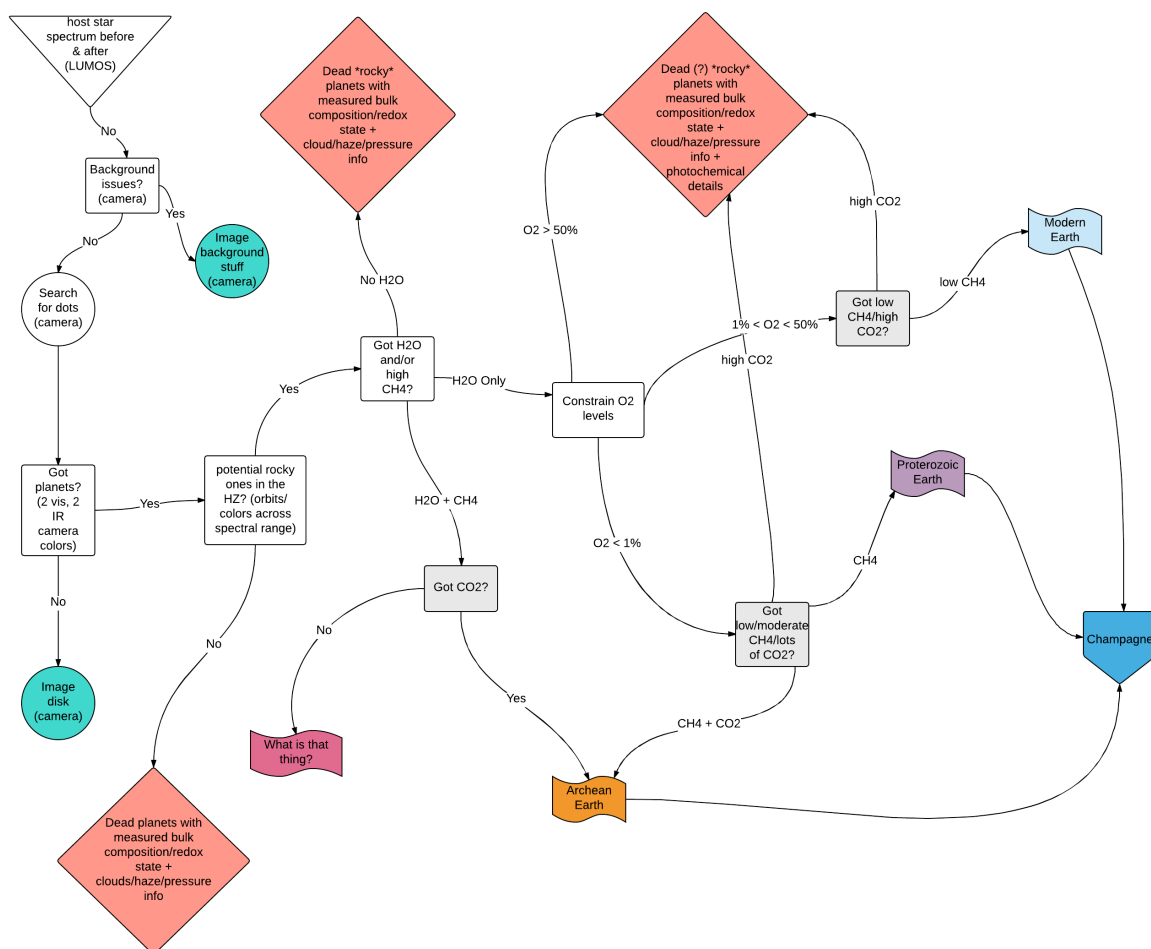 host star
spectrum before
& after
(LUMOS)
No
Background
issues?
(camera)
Yes
Image
background
stuff
(camera)
No
Search
for dots
(camera)
Got
planets?
(2 vis, 2
IR
camera
colors)
Yes
No
Image
disk
(camera)
potential rocky
ones in the
HZ? (orbits/
colors across
spectral range)
Yes
No
Dead planets with
measured bulk
composition/redox
state +
clouds/haze/pressure
info
Got H2O
and/or
high
CH4?
No H2O
Dead *rocky*
planets with
measured bulk
composition/redox
state +
cloud/haze/pressure
info
H2O Only
H2O + CH4
Got CO2?
No
What is that
thing?
Yes
Archean
Earth
Constrain O2
levels
O2 > 50%
Dead (?) *rocky*
planets with
measured bulk
composition/redox
state +
cloud/haze/pressure
info +
photochemical
details
1% < O2 < 50%
Got low
CH4/high
CO2?
high CO2
low CH4
Modern
Earth
O2 < 1%
Got
low/moderate
CH4/lots
of CO2?
high CO2
CH4
Proterozoic
Earth
CH4 + CO2
Champagne